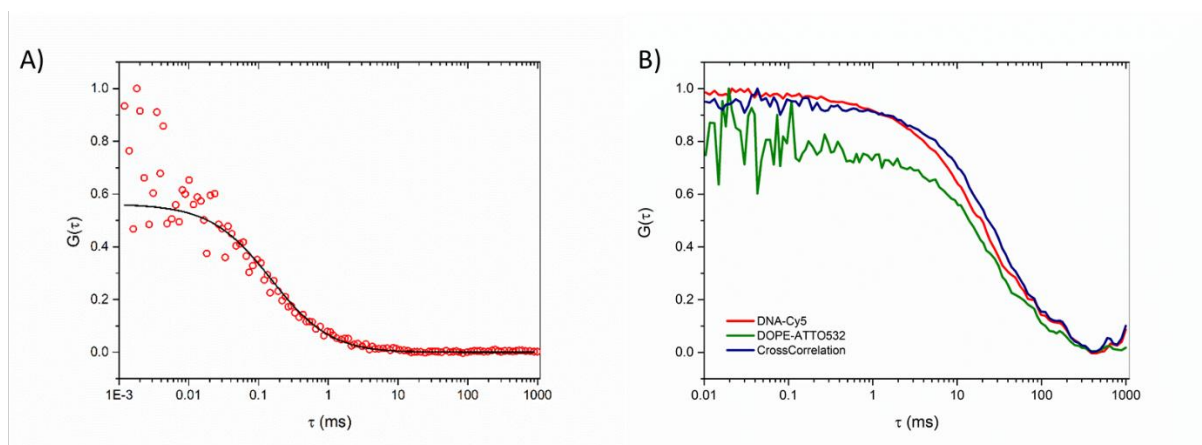 A)
G(τ)
1.0
0.8
0.6
0.4
0.2
0.0
1E-3 0.01 0.1 1 10 100 1000
τ (ms)
B)
G(τ)
1.0
0.8
0.6
0.4
0.2
0.0
DNA-Cy5
DOPE-ATTO532
CrossCorrelation
0.01 0.1 1 10 100 1000
τ (ms)